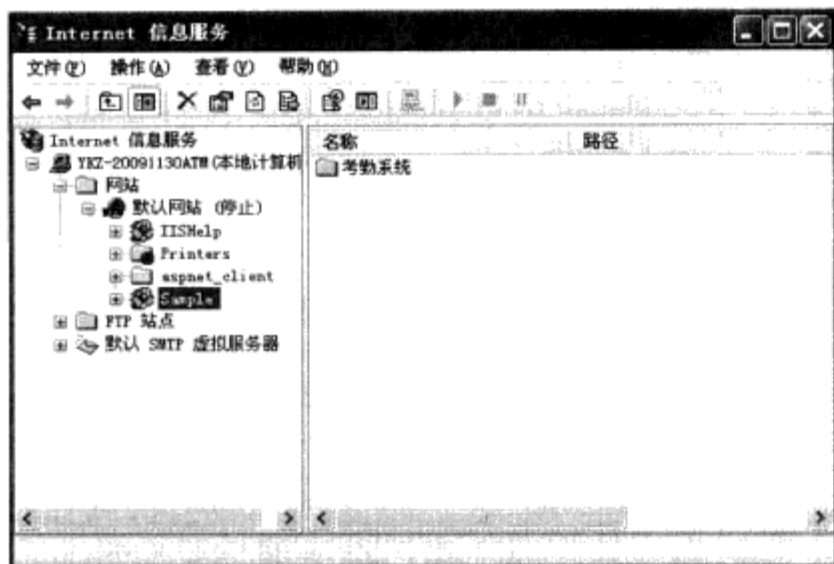 Internet 信息服务
文件(F) 操作(A) 查看(V) 帮助(H)
Internet 信息服务
YKZ-20091130ATW(本地计算机
网站
默认网站 (停止)
IISHelp
Printers
aspnet_client
Sample
FTP 站点
默认 SMTP 虚拟服务器
名称 路径
考勤系统